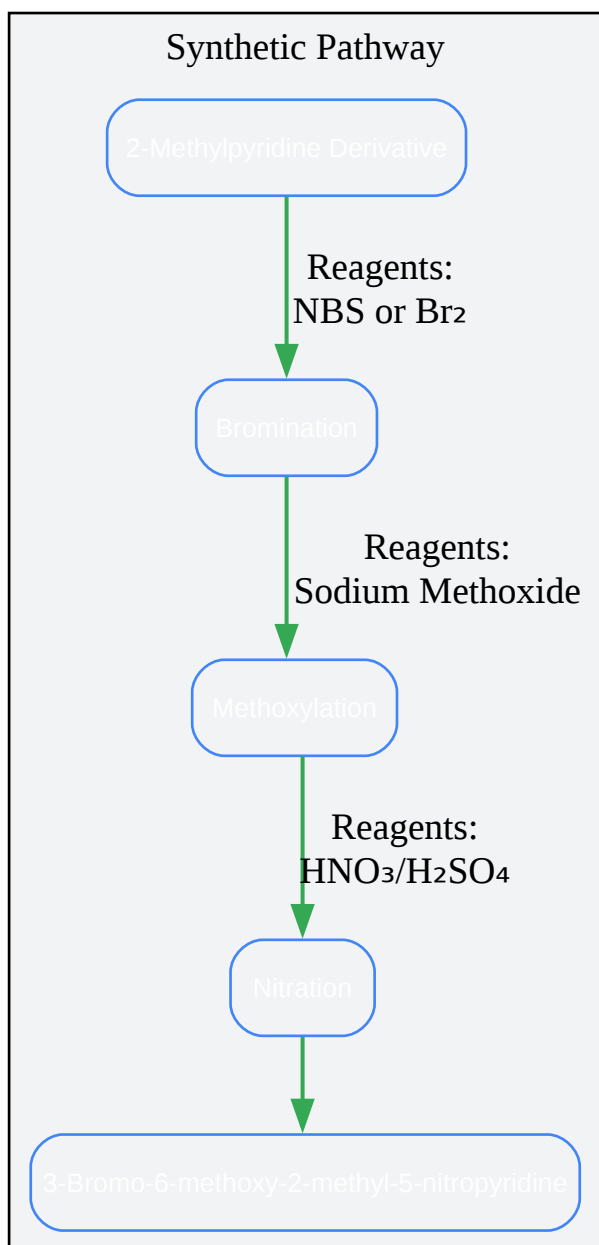 Synthetic Pathway
2-Methylpyridine Derivative
Reagents:
NBS or Br₂
Bromination
Reagents:
Sodium Methoxide
Methoxylation
Reagents:
HNO₃/H₂SO₄
Nitration
3-Bromo-6-methoxy-2-methyl-5-nitropyridine